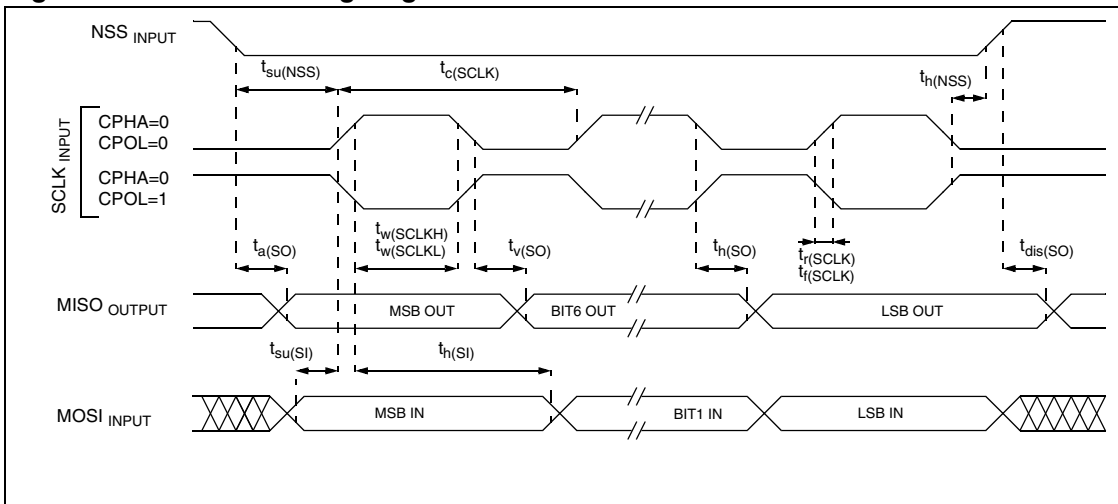 NSS INPUT
tsu(NSS)
tc(SCLK)
th(NSS)
SCLK INPUT
CPHA=0
CPOL=0
CPHA=0
CPOL=1
tw(SCLKH)
tw(SCLKL)
ta(SO)
tv(SO)
th(SO)
tr(SCLK)
tf(SCLK)
tdis(SO)
MISO OUTPUT
MSB OUT
BIT6 OUT
LSB OUT
tsu(SI)
th(SI)
MOSI INPUT
MSB IN
BIT1 IN
LSB IN